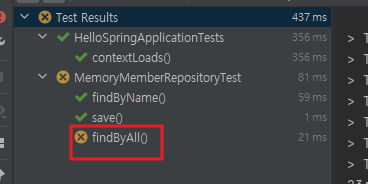 Test Results 437 ms
HelloSpringApplicationTests 356 ms
contextLoads() 356 ms
MemoryMemberRepositoryTest 81 ms
findByName() 59 ms
save() 1 ms
findByAll() 21 ms
> T
> T
> T
> T
> T
> T